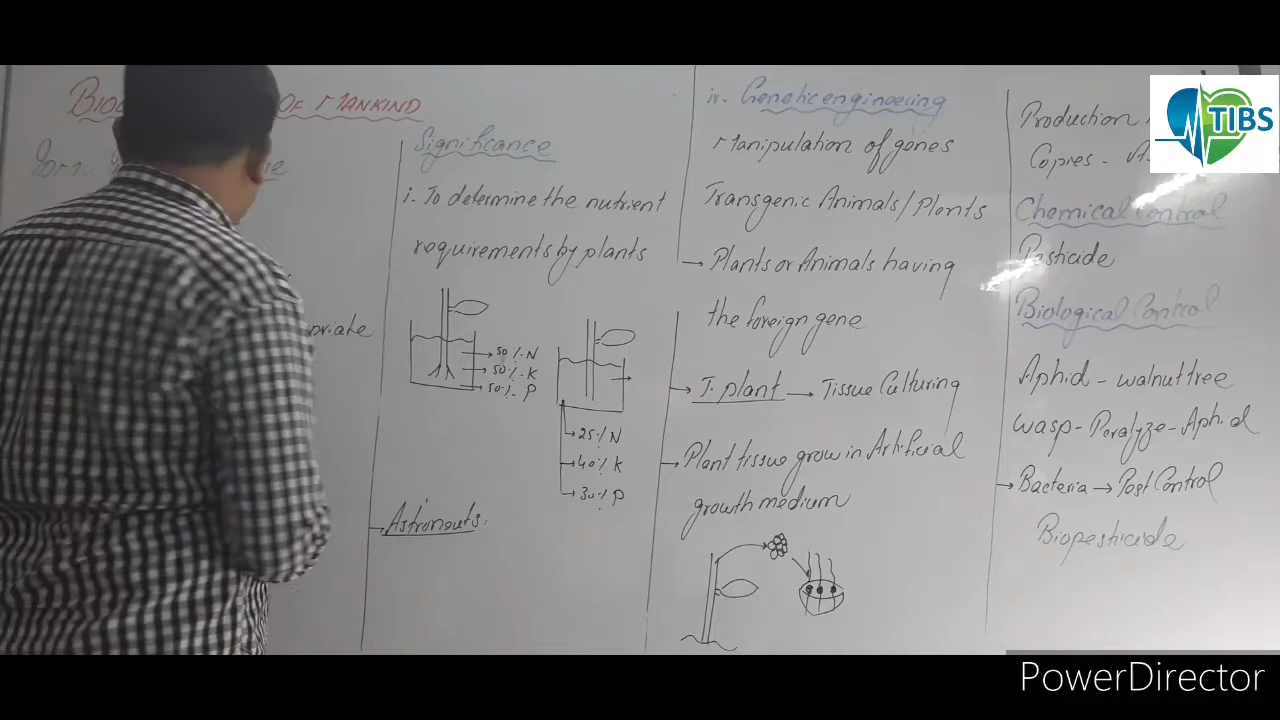 OF MANKIND
opriate
Significance
i. To determine the nutrient
requirements by plants
50%. N
50%. K
50%. P
25% N
40% K
30% P
Astronauts.
iv. Genetic engineering
Manipulation of genes
Transgenic Animals/Plants
→ Plants or Animals having
the foreign gene
→ T. plant → Tissue Culturing
→ Plant tissue grow in Artificial
growth medium
Production
Copies -
Chemical Control
Pesticide
Biological Control
Aphid - walnut tree
wasp - Paralyze - Aphid
→ Bacteria → Pest Control
Biopesticide
TIBS
PowerDirector